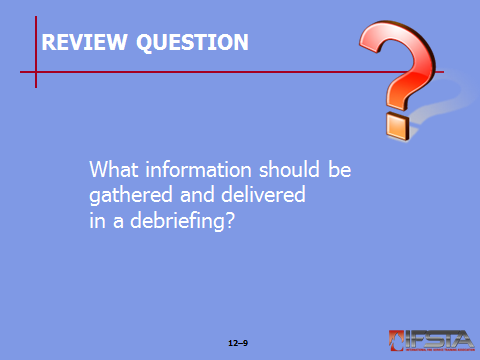 REVIEW QUESTION
What information should be
gathered and delivered
in a debriefing?
12–9
IFSTA